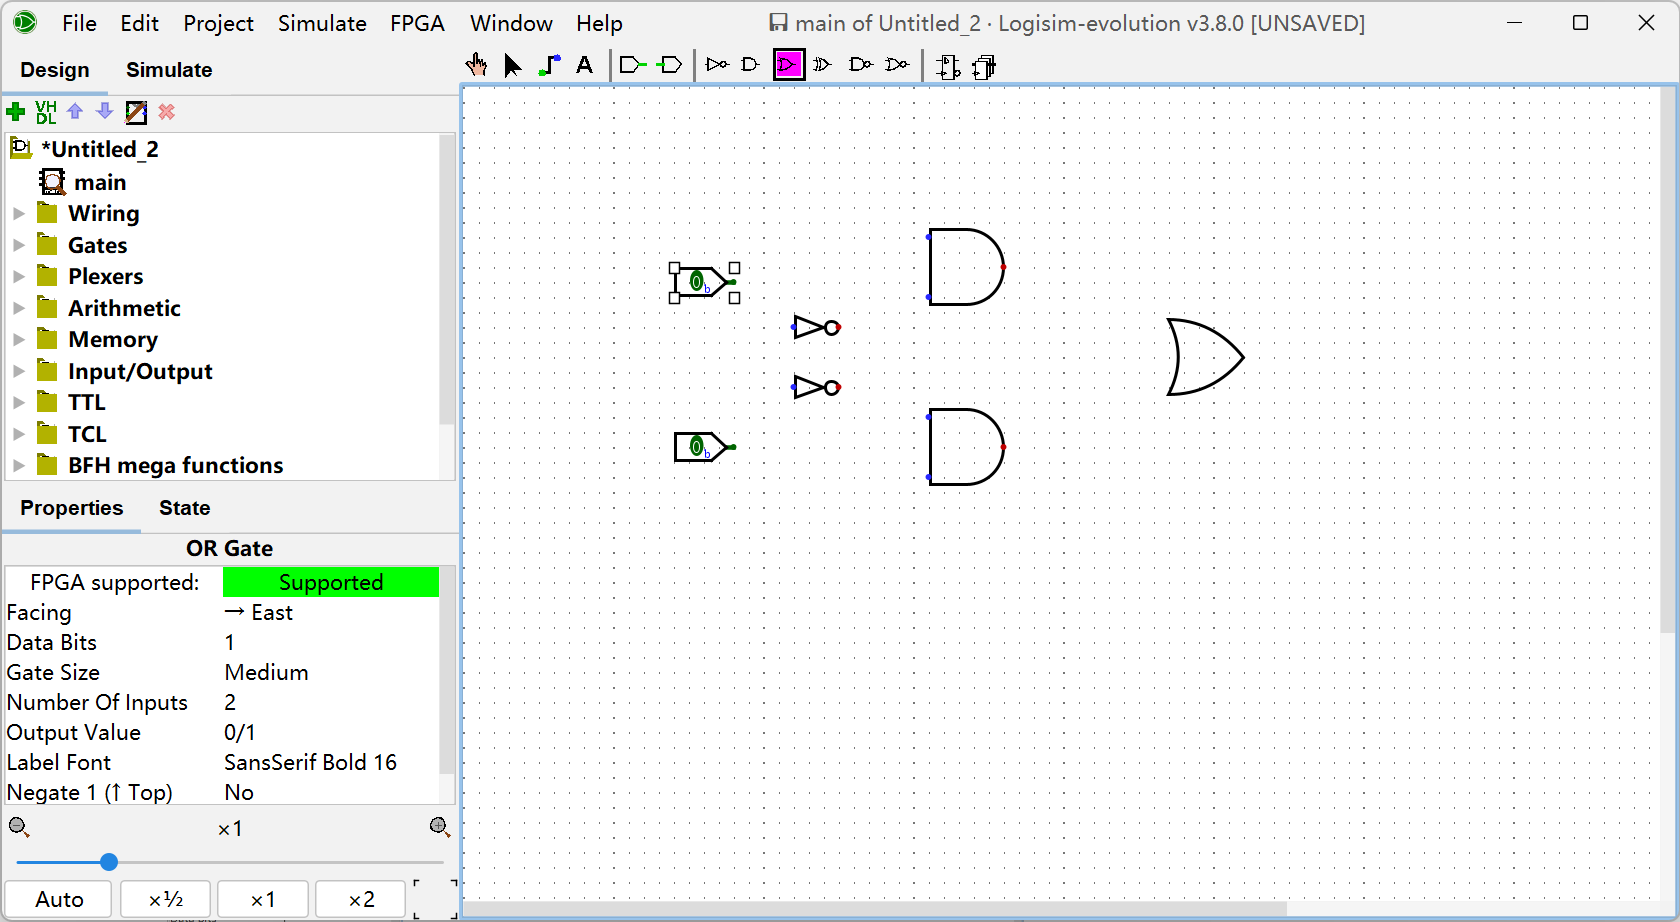 File Edit Project Simulate FPGA Window Help main of Untitled_2 · Logisim-evolution v3.8.0 [UNSAVED]
Design Simulate
A
VH
DL
*Untitled_2
main
Wiring
Gates
Plexers
Arithmetic
Memory
Input/Output
TTL
TCL
BFH mega functions
0b
0b
Properties State
OR Gate
FPGA supported: Supported
Facing → East
Data Bits 1
Gate Size Medium
Number Of Inputs 2
Output Value 0/1
Label Font SansSerif Bold 16
Negate 1 (↑ Top) No
×1
Auto ×½ ×1 ×2